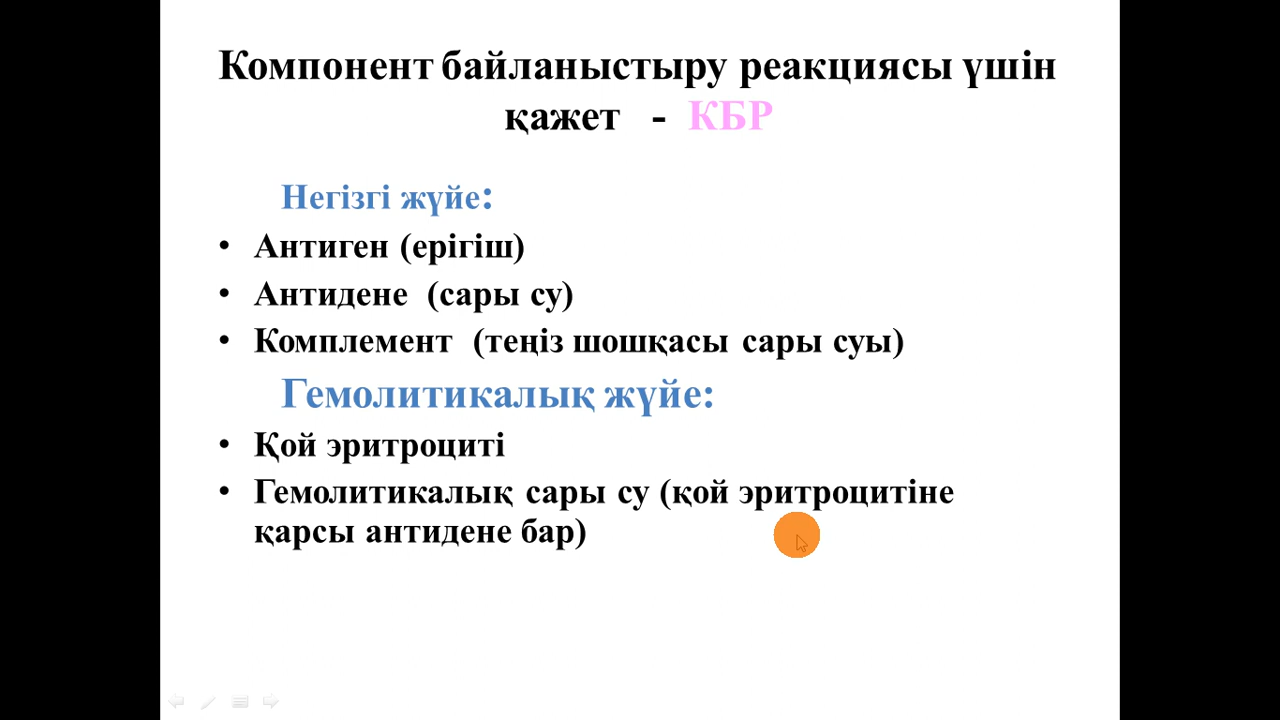 Компонент байланыстыру реакциясы үшін
қажет - КБР
Негізгі жүйе:
• Антиген (ерігіш)
• Антидене (сары су)
• Комплемент (теңіз шошқасы сары суы)
Гемолитикалық жүйе:
• Қой эритроциті
• Гемолитикалық сары су (қой эритроцитіне
қарсы антидене бар)